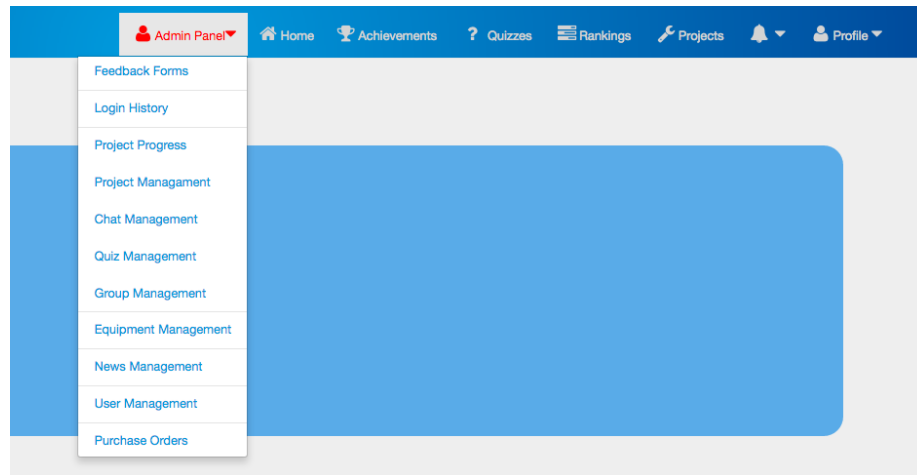 Admin Panel Home Achievements ? Quizzes Rankings Projects Profile
Feedback Forms
Login History
Project Progress
Project Managament
Chat Management
Quiz Management
Group Management
Equipment Management
News Management
User Management
Purchase Orders